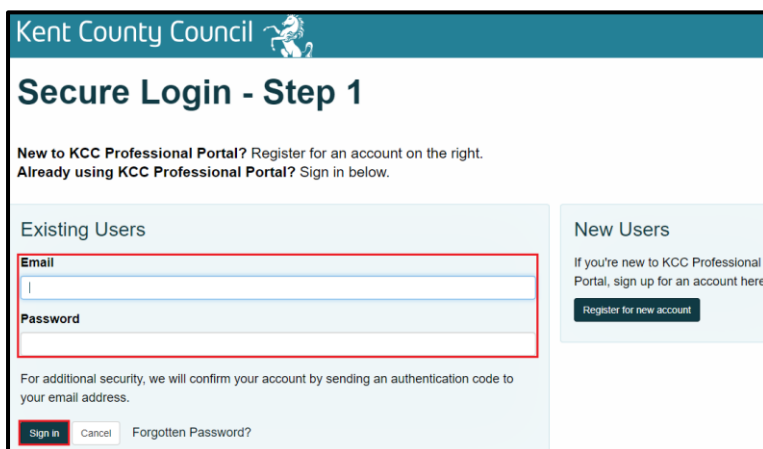 Kent County Council
Secure Login - Step 1
New to KCC Professional Portal? Register for an account on the right.
Already using KCC Professional Portal? Sign in below.
Existing Users
Email
Password
For additional security, we will confirm your account by sending an authentication code to
your email address.
Sign in Cancel Forgotten Password?
New Users
If you're new to KCC Professional
Portal, sign up for an account here
Register for new account